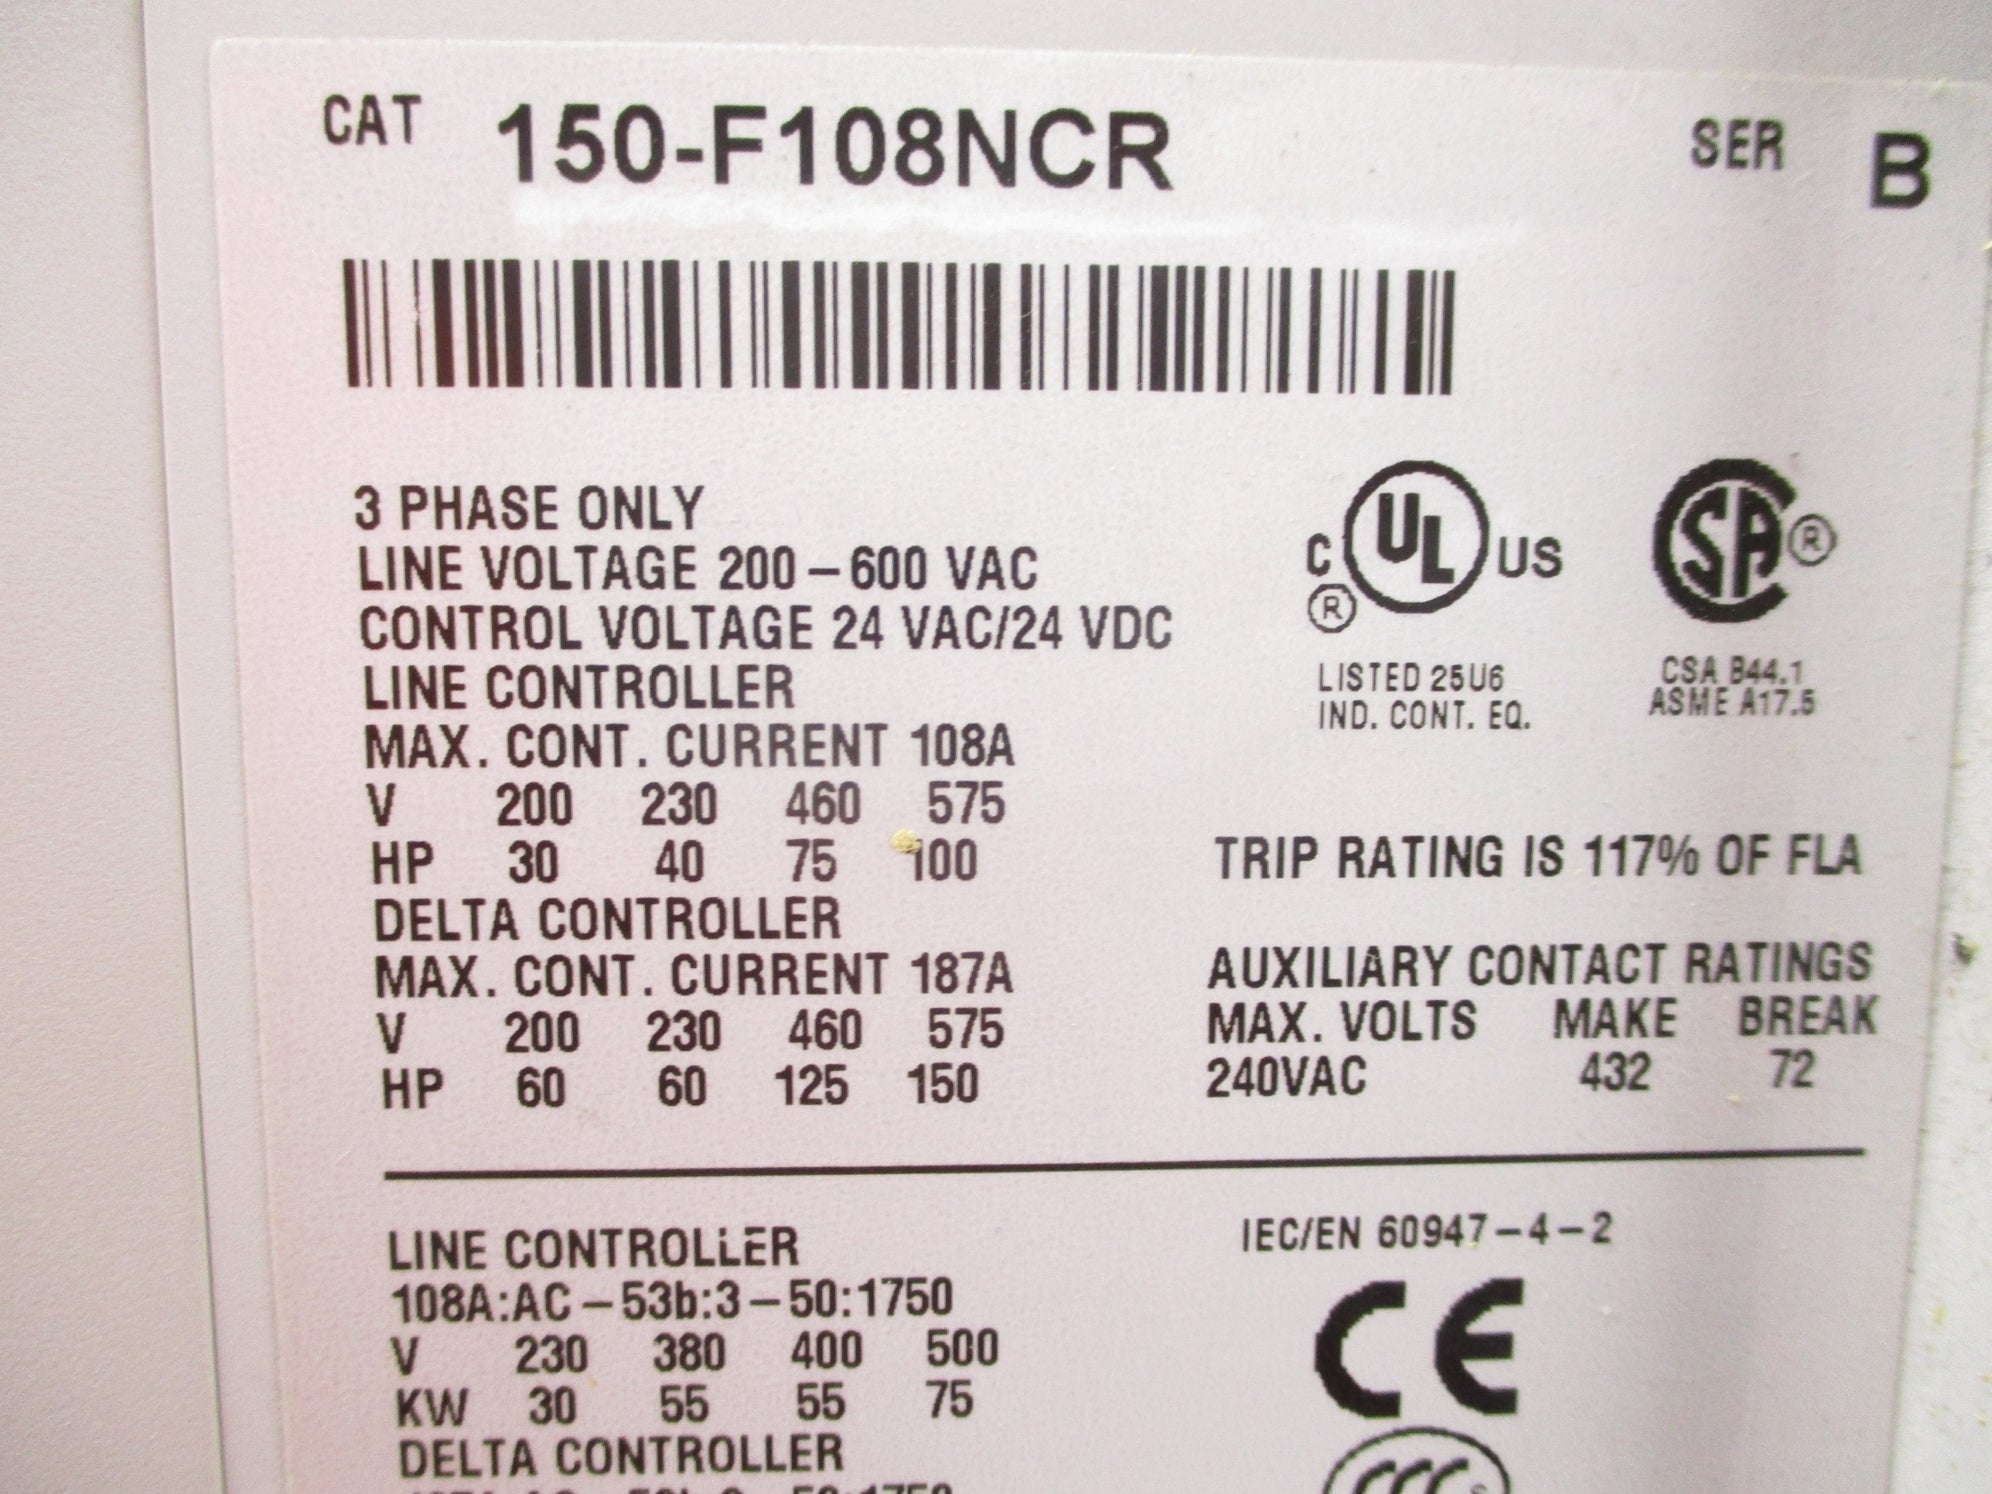 CAT 150-F108NCR SER B
3 PHASE ONLY
LINE VOLTAGE 200-600 VAC
CONTROL VOLTAGE 24 VAC/24 VDC
LINE CONTROLLER
MAX. CONT. CURRENT 108A
V 200 230 460 575
HP 30 40 75 100
DELTA CONTROLLER
MAX. CONT. CURRENT 187A
V 200 230 460 575
HP 60 60 125 150
C UL US
®
LISTED 25U6
IND. CONT. EQ.
CSA ®
CSA B44.1
ASME A17.5
TRIP RATING IS 117% OF FLA
AUXILIARY CONTACT RATINGS
MAX. VOLTS MAKE BREAK
240VAC 432 72
LINE CONTROLLER
108A:AC-53b:3-50:1750
V 230 380 400 500
KW 30 55 55 75
DELTA CONTROLLER
IEC/EN 60947-4-2
CE
CCC